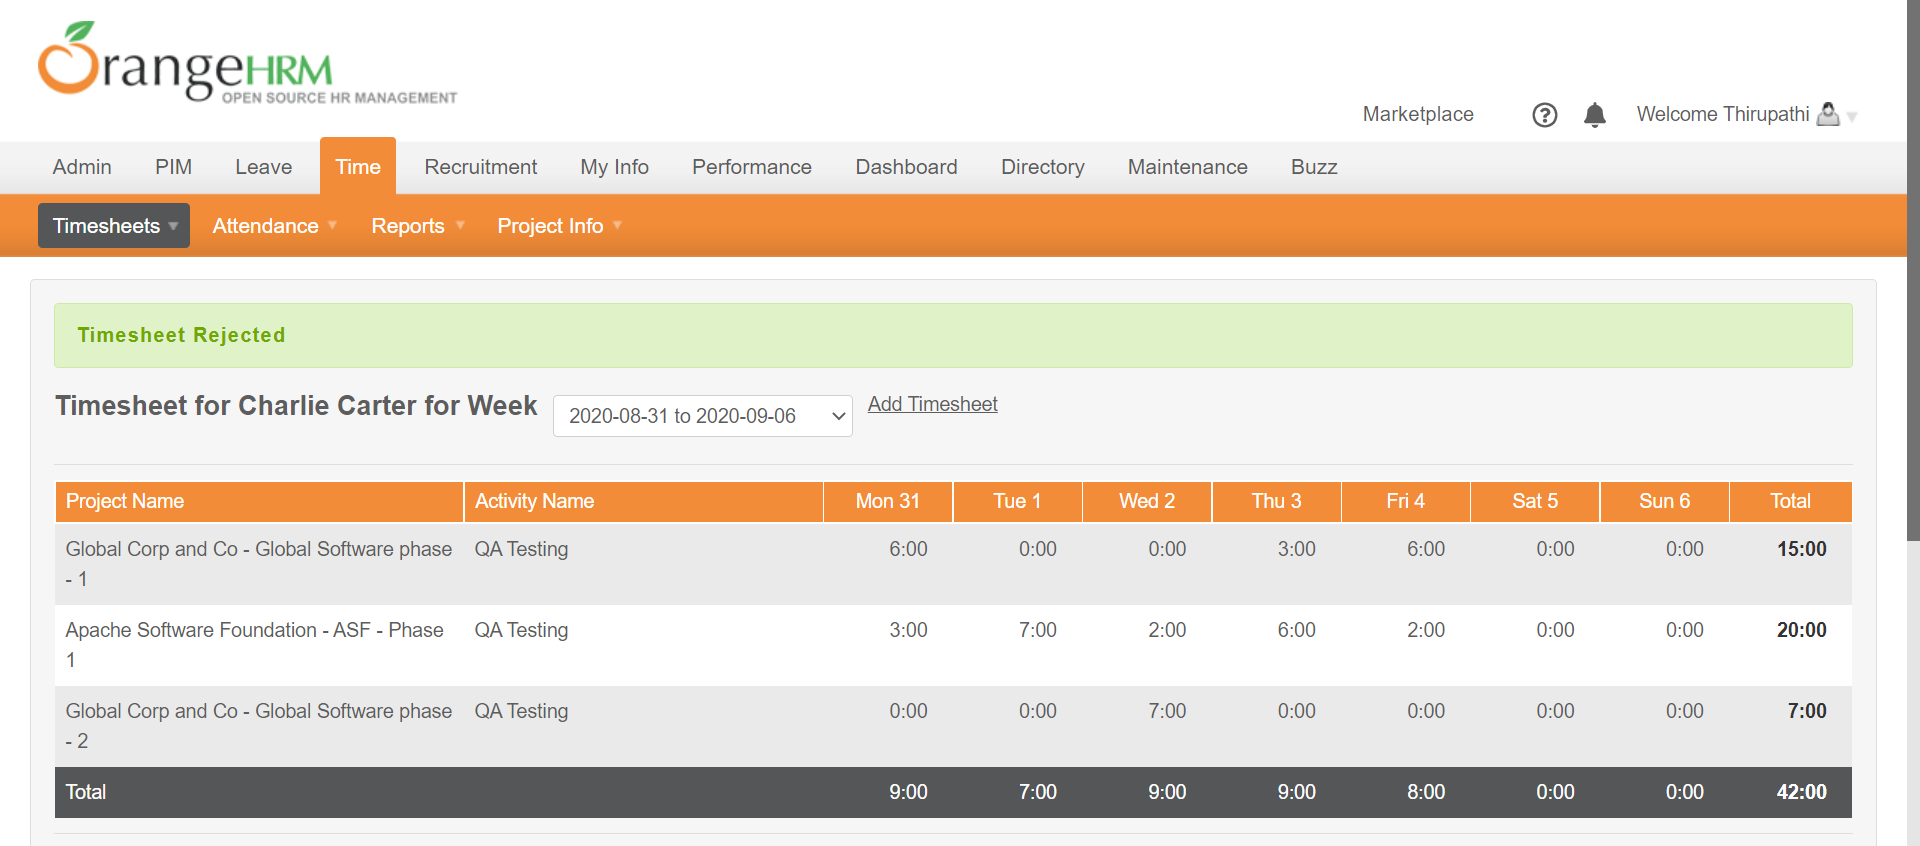 OrangeHRM
OPEN SOURCE HR MANAGEMENT
Marketplace ? Welcome Thirupathi
Admin PIM Leave Time Recruitment My Info Performance Dashboard Directory Maintenance Buzz
Timesheets Attendance Reports Project Info
Timesheet Rejected
Timesheet for Charlie Carter for Week 2020-08-31 to 2020-09-06 Add Timesheet
Project Name Activity Name Mon 31 Tue 1 Wed 2 Thu 3 Fri 4 Sat 5 Sun 6 Total
Global Corp and Co - Global Software phase QA Testing 6:00 0:00 0:00 3:00 6:00 0:00 0:00 15:00
- 1
Apache Software Foundation - ASF - Phase QA Testing 3:00 7:00 2:00 6:00 2:00 0:00 0:00 20:00
1
Global Corp and Co - Global Software phase QA Testing 0:00 0:00 7:00 0:00 0:00 0:00 0:00 7:00
- 2
Total 9:00 7:00 9:00 9:00 8:00 0:00 0:00 42:00